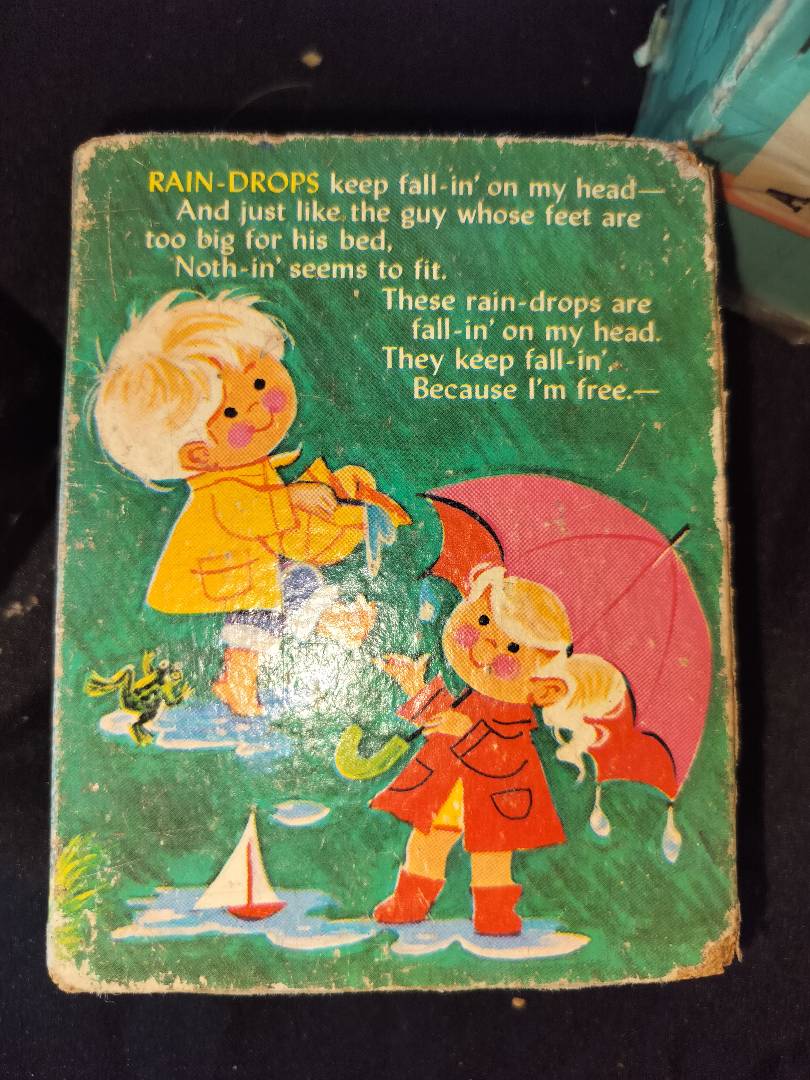 RAIN-DROPS keep fall-in' on my head—
And just like the guy whose feet are
too big for his bed,
Noth-in' seems to fit.
These rain-drops are
fall-in' on my head.
They keep fall-in'.
Because I'm free.—